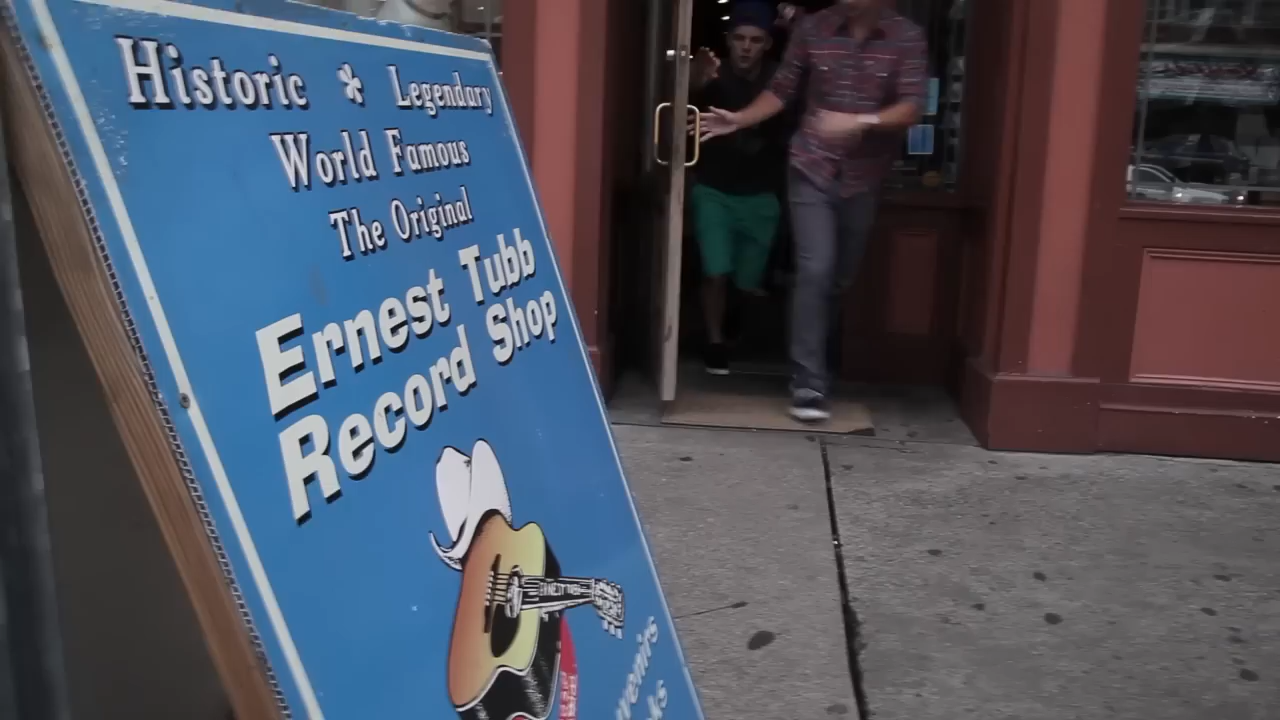 Historic * Legendary
World Famous
The Original
Ernest Tubb
Record Shop